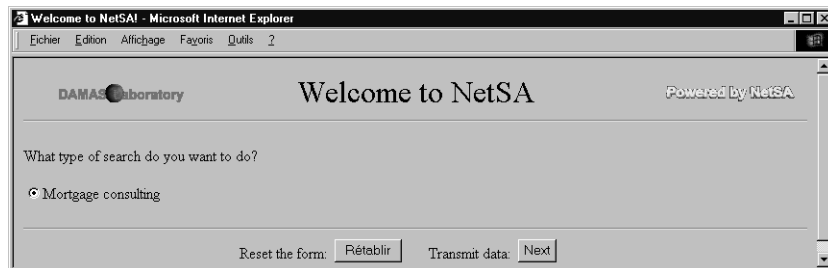 Welcome to NetSA! - Microsoft Internet Explorer
Fichier Edition Affichage Favoris Outils ?
DAMAS Laboratory Welcome to NetSA Powered by NetSA
What type of search do you want to do?
Mortgage consulting
Reset the form: Rétablir Transmit data: Next